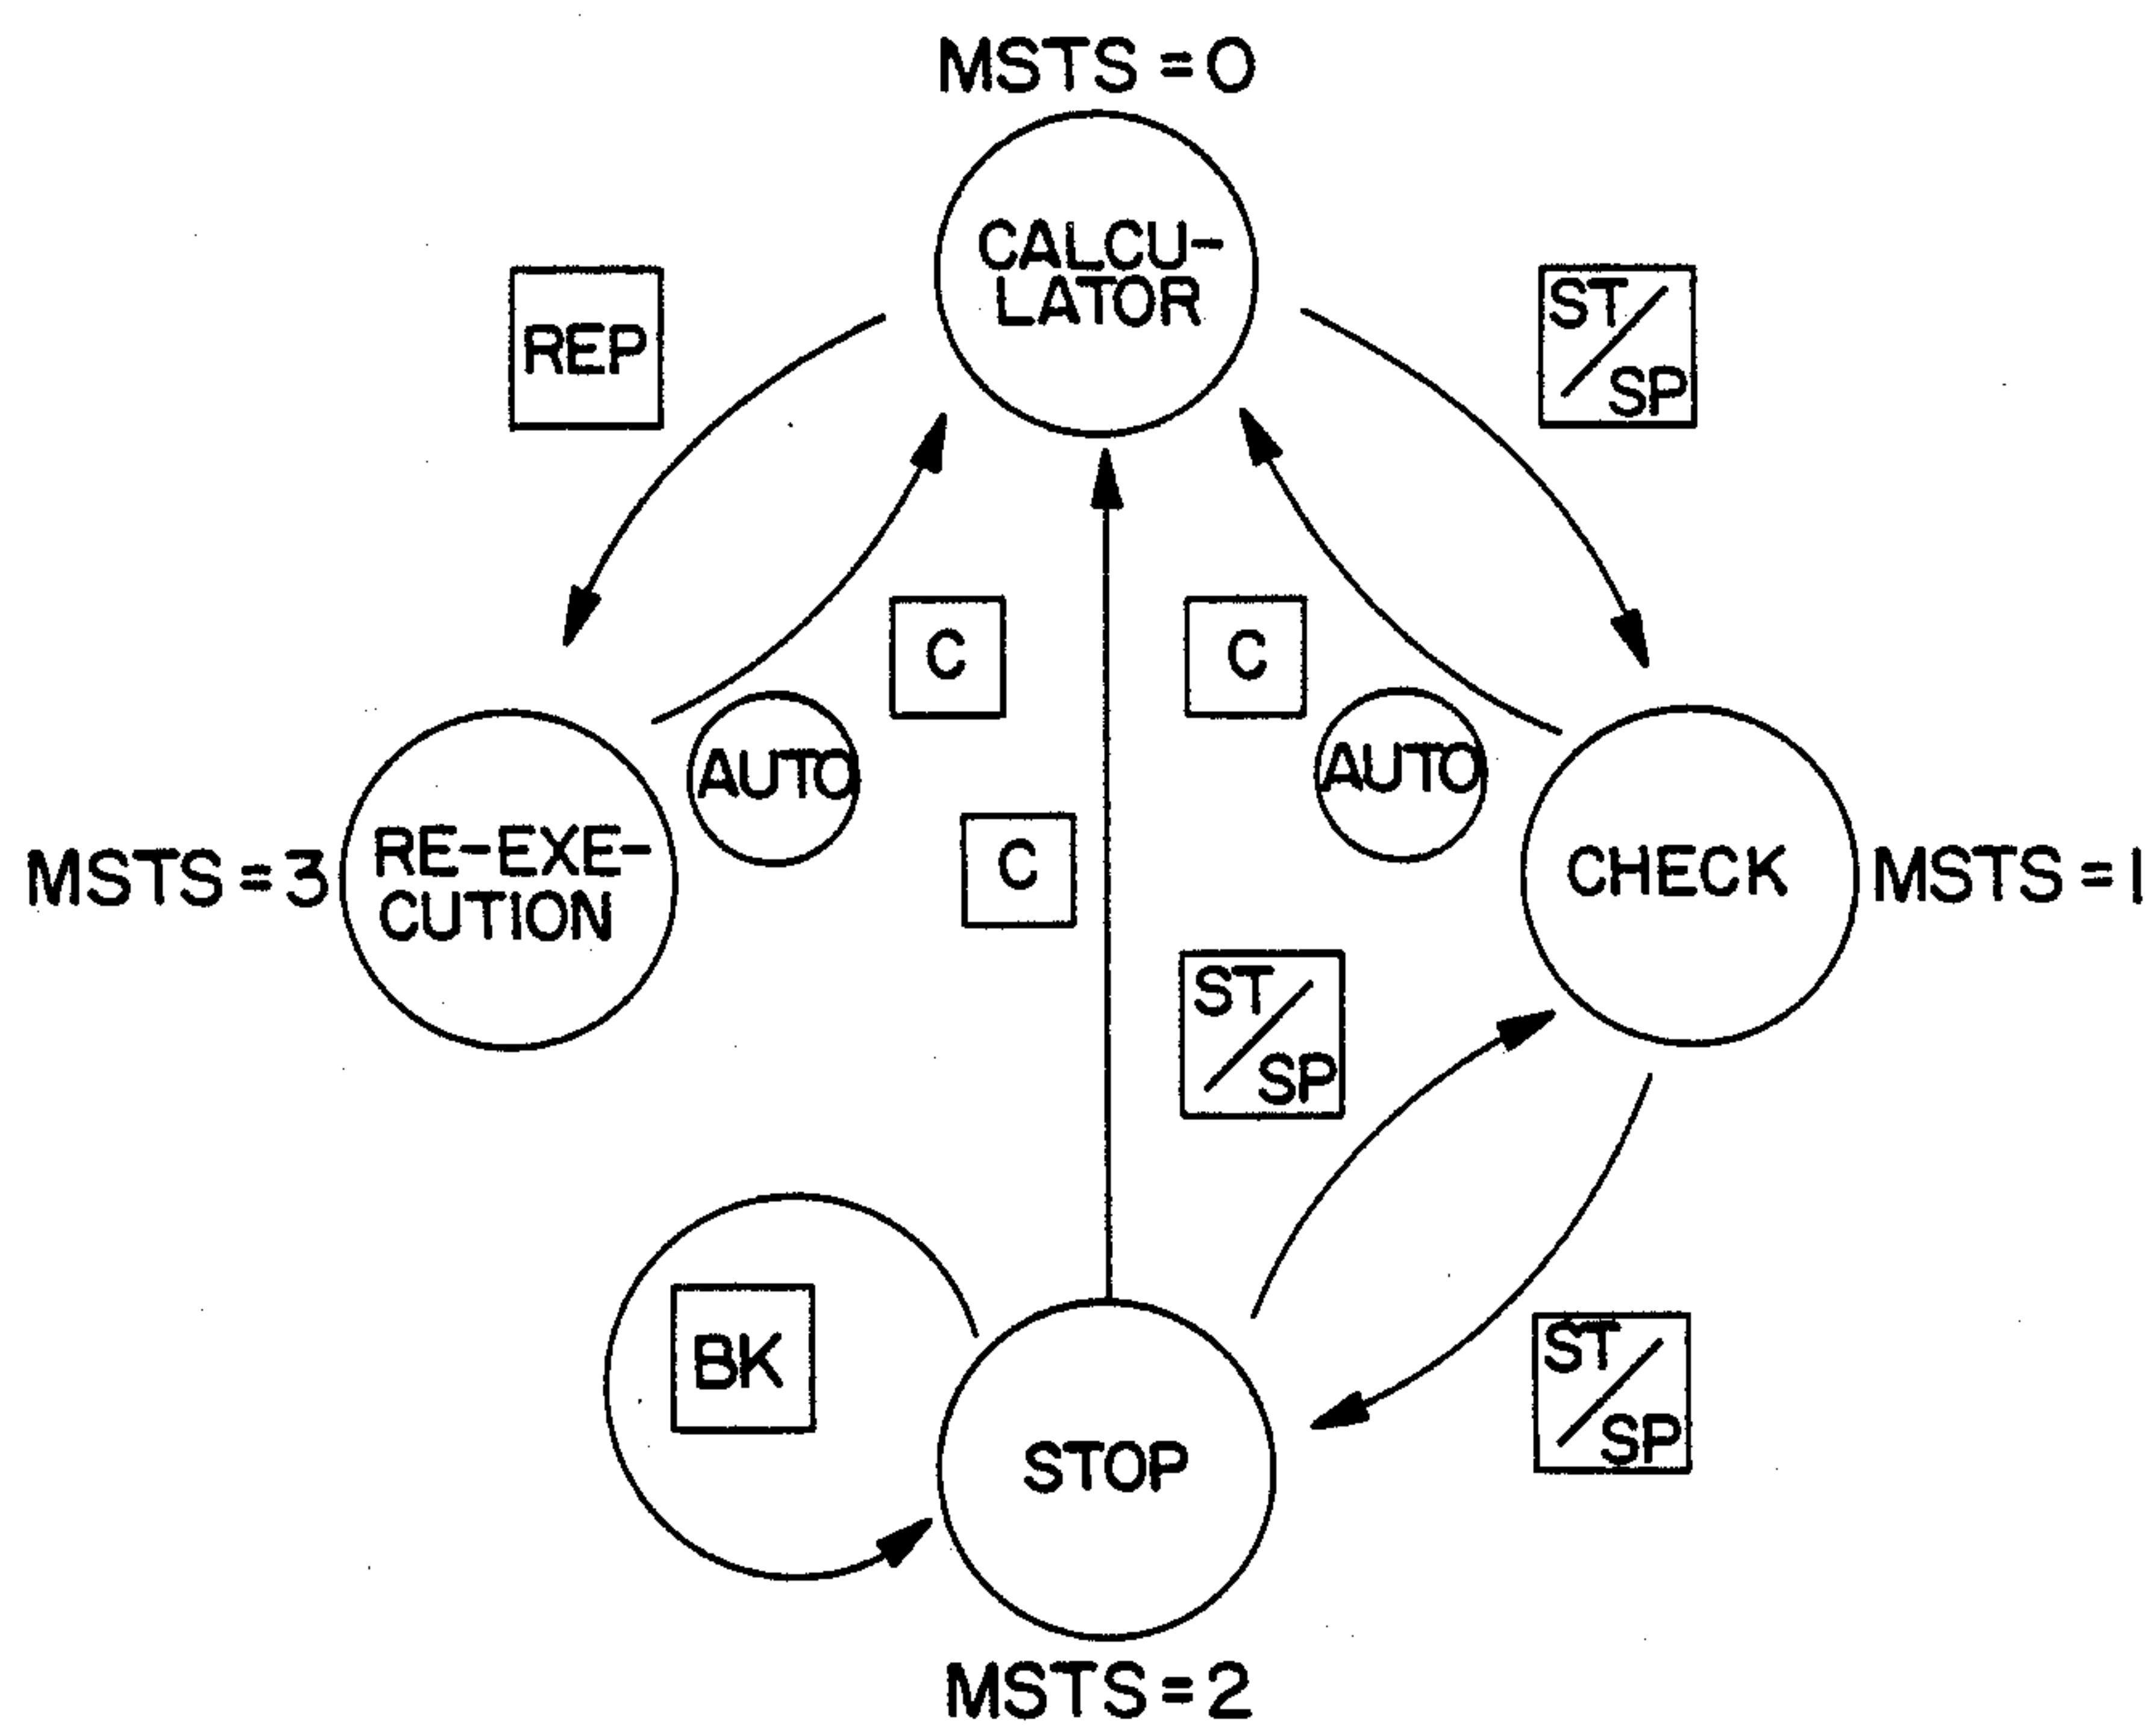 MSTS = 0
CALCU-
LATOR
REP
ST/SP
C
C
AUTO
AUTO
MSTS = 3
RE-EXE-
CUTION
C
CHECK
MSTS = 1
ST/SP
BK
STOP
ST/SP
MSTS = 2